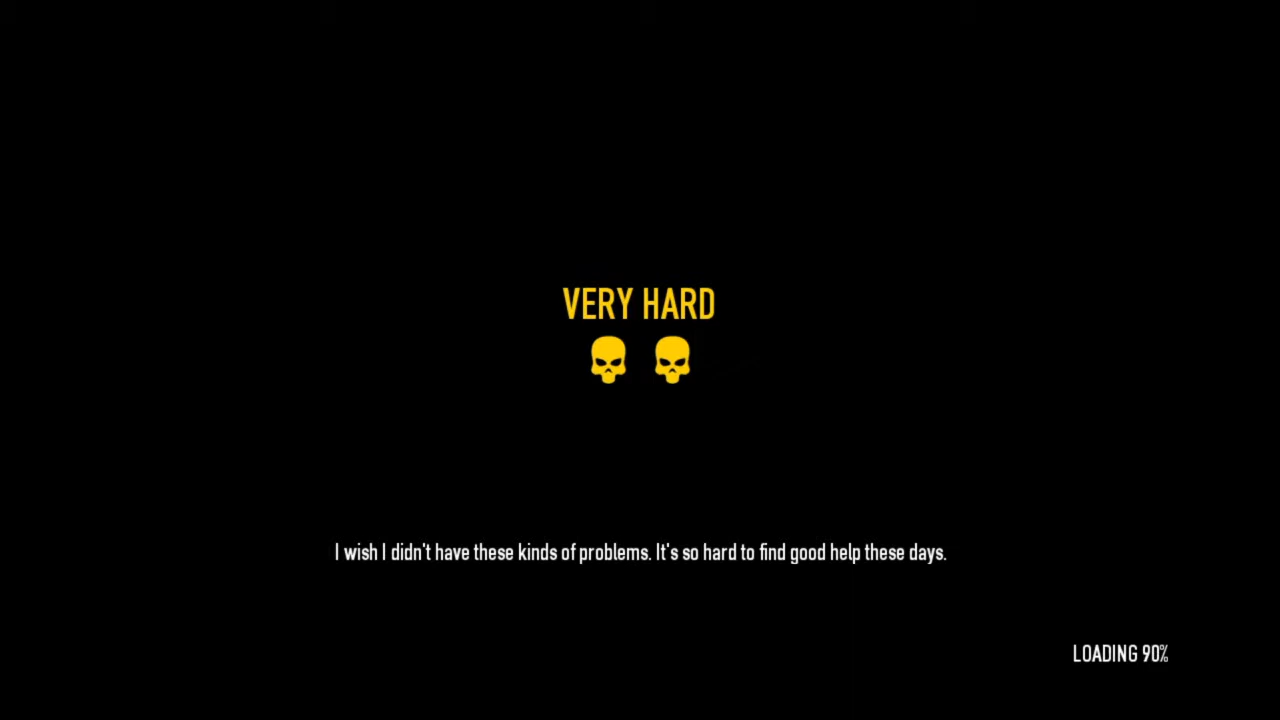 VERY HARD
I wish I didn't have these kinds of problems. It's so hard to find good help these days.
LOADING 90%